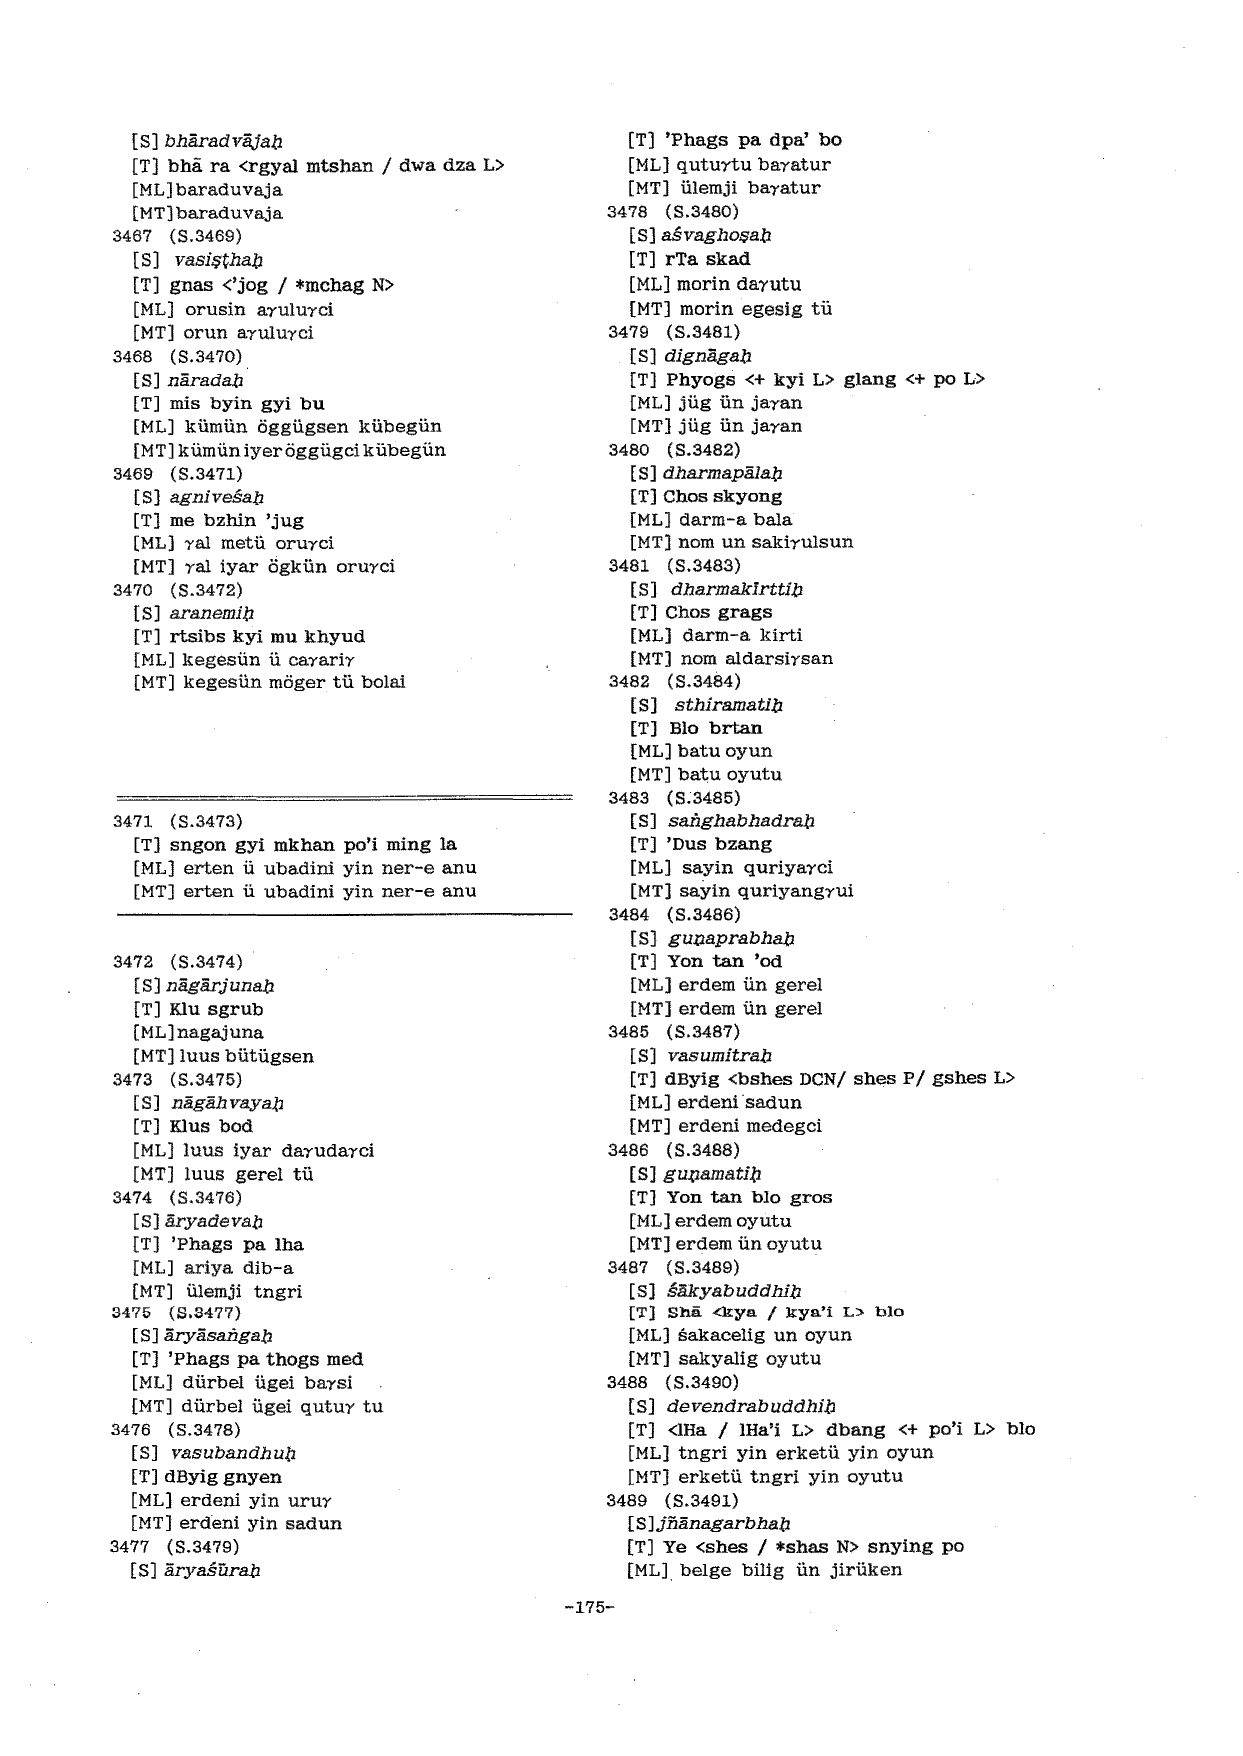 [S] bhāradvājaḥ
[T] bhā ra <rgyal mtshan / dwa dza L>
[ML]baraduvaja
[MT]baraduvaja
3467 (S.3469)
[S] vasiṣṭhaḥ
[T] gnas <'jog / *mchag N>
[ML] orusin aγuluγci
[MT] orun aγuluγci
3468 (S.3470)
[S] nāradaḥ
[T] mis byin gyi bu
[ML] kümün öggügsen kübegün
[MT] kümün iyer öggügci kübegün
3469 (S.3471)
[S] agniveśaḥ
[T] me bzhin 'jug
[ML] γal metü oruγci
[MT] γal iyar ögkün oruγci
3470 (S.3472)
[S] aranemiḥ
[T] rtsibs kyi mu khyud
[ML] kegesün ü caγariγ
[MT] kegesün möger tü bolai
3471 (S.3473)
[T] sngon gyi mkhan po'i ming la
[ML] erten ü ubadini yin ner-e anu
[MT] erten ü ubadini yin ner-e anu
3472 (S.3474)
[S] nāgārjunaḥ
[T] Klu sgrub
[ML]nagajuna
[MT] luus bütügsen
3473 (S.3475)
[S] nāgāhvayaḥ
[T] Klus bod
[ML] luus iyar daγudaγci
[MT] luus gerel tü
3474 (S.3476)
[S] āryadevaḥ
[T] 'Phags pa lha
[ML] ariya dib-a
[MT] ülemji tngri
3475 (S.3477)
[S] āryāsaṅgaḥ
[T] 'Phags pa thogs med
[ML] dürbel ügei baγsi
[MT] dürbel ügei qutuγ tu
3476 (S.3478)
[S] vasubandhuḥ
[T] dByig gnyen
[ML] erdeni yin uruγ
[MT] erdeni yin sadun
3477 (S.3479)
[S] āryaśūraḥ
[T] 'Phags pa dpa' bo
[ML] qutuγtu baγatur
[MT] ülemji baγatur
3478 (S.3480)
[S] aśvaghoṣaḥ
[T] rTa skad
[ML] morin daγutu
[MT] morin egesig tü
3479 (S.3481)
[S] dignāgaḥ
[T] Phyogs <+ kyi L> glang <+ po L>
[ML] jüg ün jaγan
[MT] jüg ün jaγan
3480 (S.3482)
[S] dharmapālaḥ
[T] Chos skyong
[ML] darm-a bala
[MT] nom un sakiγulsun
3481 (S.3483)
[S] dharmakīrttiḥ
[T] Chos grags
[ML] darm-a kirti
[MT] nom aldarsiγsan
3482 (S.3484)
[S] sthiramatiḥ
[T] Blo brtan
[ML] batu oyun
[MT] batu oyutu
3483 (S.3485)
[S] saṅghabhadraḥ
[T] 'Dus bzang
[ML] sayin quriyaγci
[MT] sayin quriyangγui
3484 (S.3486)
[S] guṇaprabhaḥ
[T] Yon tan 'od
[ML] erdem ün gerel
[MT] erdem ün gerel
3485 (S.3487)
[S] vasumitraḥ
[T] dByig <bshes DCN/ shes P/ gshes L>
[ML] erdeni sadun
[MT] erdeni medegci
3486 (S.3488)
[S] guṇamatiḥ
[T] Yon tan blo gros
[ML] erdem oyutu
[MT] erdem ün oyutu
3487 (S.3489)
[S] śākyabuddhiḥ
[T] Shā <kya / kya'i L> blo
[ML] śakacelig un oyun
[MT] sakyalig oyutu
3488 (S.3490)
[S] devendrabuddhiḥ
[T] <lHa / lHa'i L> dbang <+ po'i L> blo
[ML] tngri yin erketü yin oyun
[MT] erketü tngri yin oyutu
3489 (S.3491)
[S]jñānagarbhaḥ
[T] Ye <shes / *shas N> snying po
[ML] belge bilig ün jirüken
-175-